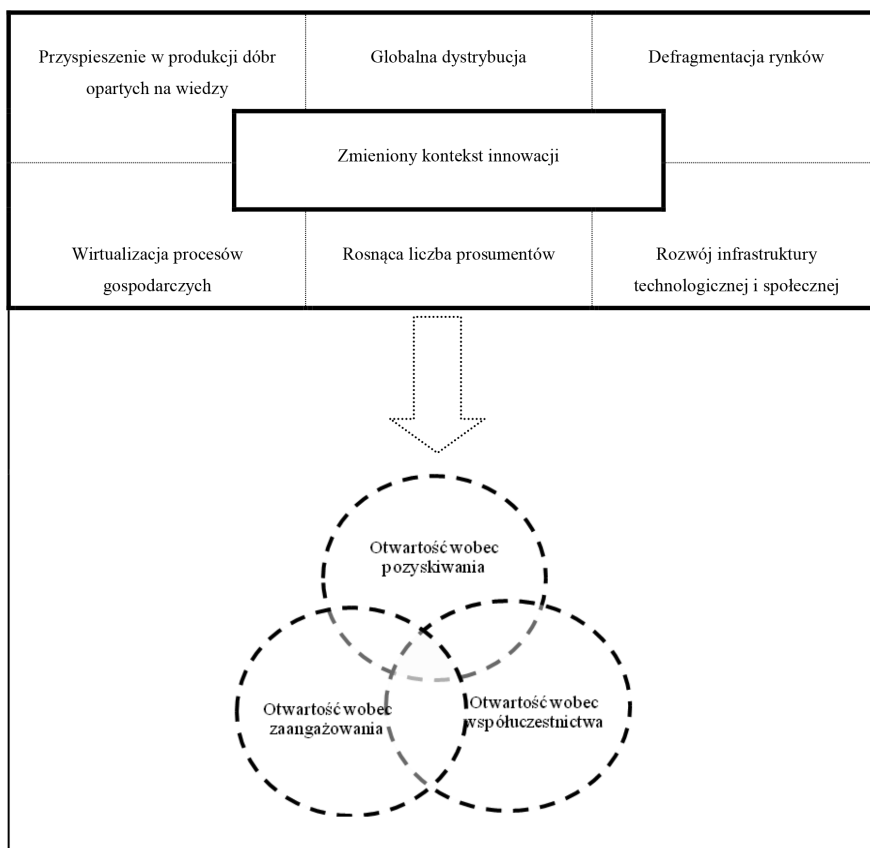 Przyspieszenie w produkcji dóbr
opartych na wiedzy
Globalna dystrybucja
Defragmentacja rynków
Zmieniony kontekst innowacji
Wirtualizacja procesów
gospodarczych
Rosnąca liczba prosumentów
Rozwój infrastruktury
technologicznej i społecznej
Otwartość wobec
pozyskiwania
Otwartość wobec
zaangażowania
Otwartość wobec
współuczestnictwa